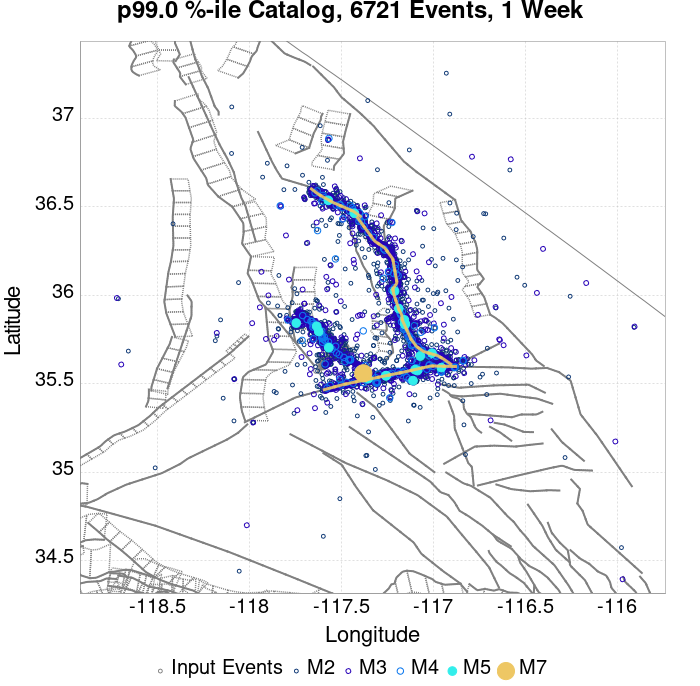 p99.0 %-ile Catalog, 6721 Events, 1 Week
Latitude
37
36.5
36
35.5
35
34.5
-118.5 -118 -117.5 -117 -116.5 -116
Longitude
Input Events M2 M3 M4 M5 M7